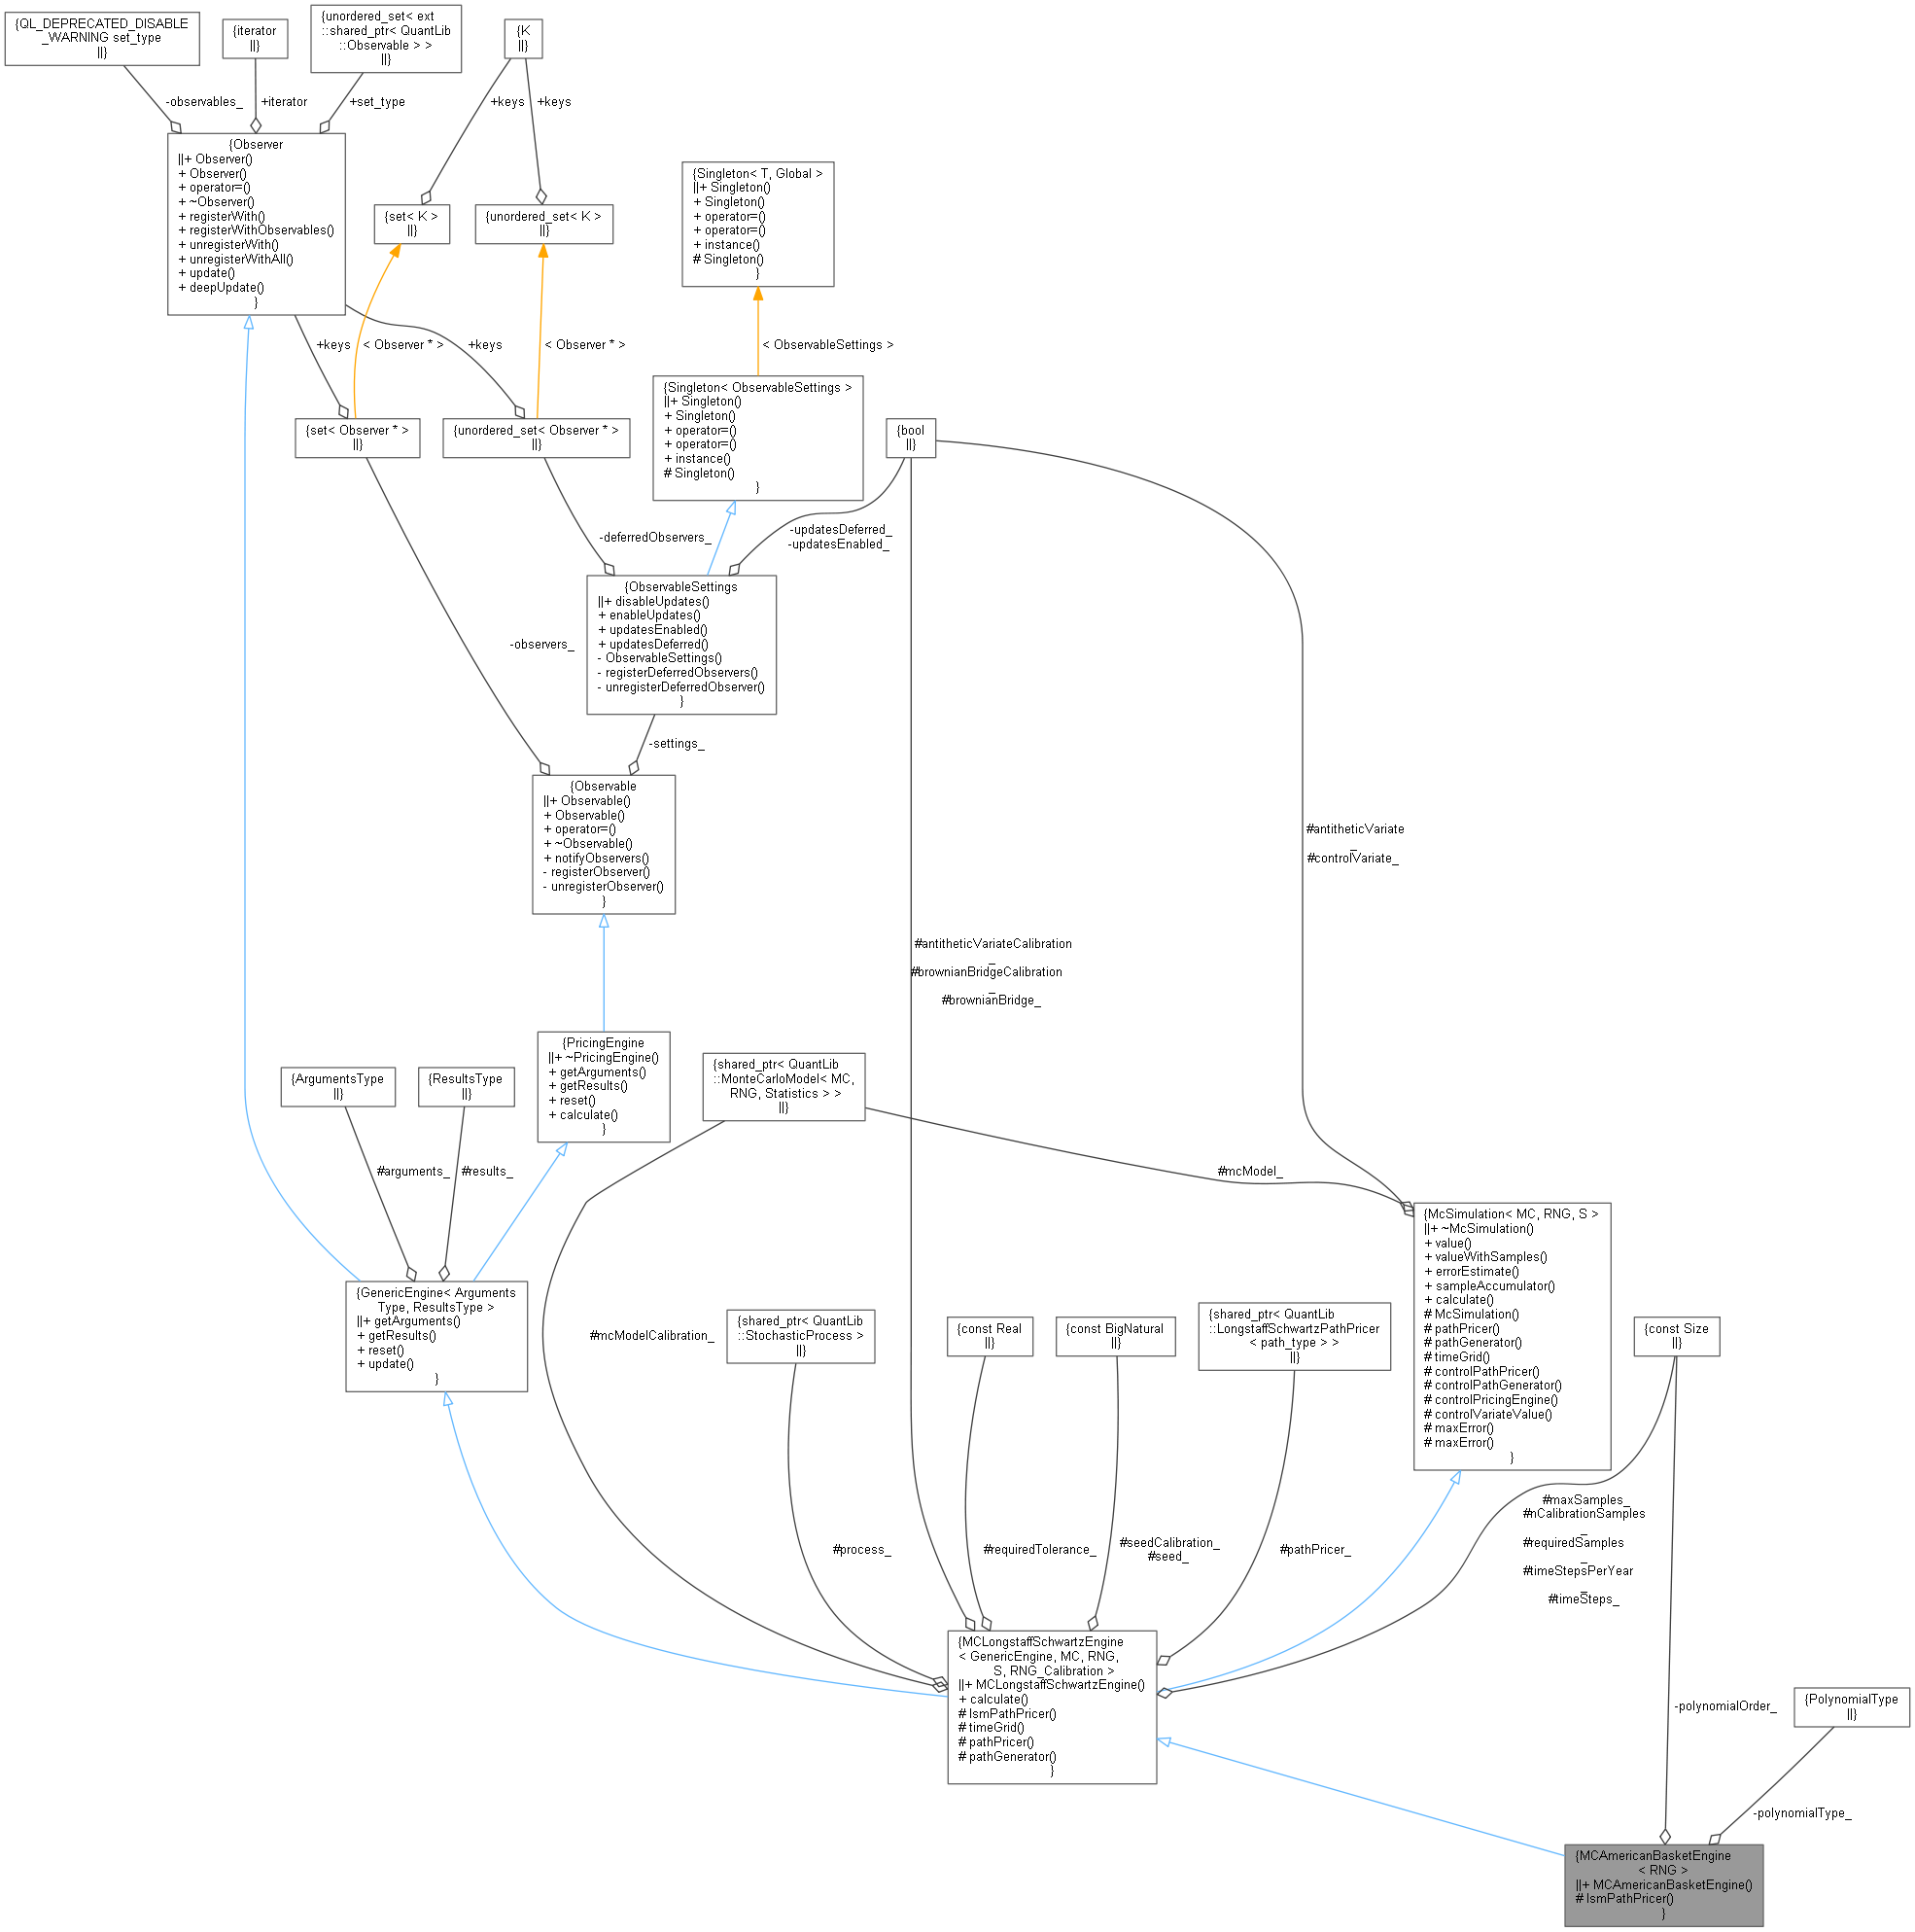 {QL_DEPRECATED_DISABLE
_WARNING set_type
||}
{iterator
||}
{unordered_set< ext
::shared_ptr< QuantLib
::Observable > >
||}
{K
||}
-observables_
+iterator
+set_type
+keys
+keys
{Observer
||+ Observer()
+ Observer()
+ operator=()
+ ~Observer()
+ registerWith()
+ registerWithObservables()
+ unregisterWith()
+ unregisterWithAll()
+ update()
+ deepUpdate()
}
{set< K >
||}
{unordered_set< K >
||}
{Singleton< T, Global >
||+ Singleton()
+ Singleton()
+ operator=()
+ operator=()
+ instance()
# Singleton()
}
+keys
< Observer * >
+keys
< Observer * >
< ObservableSettings >
{set< Observer * >
||}
{unordered_set< Observer * >
||}
{Singleton< ObservableSettings >
||+ Singleton()
+ Singleton()
+ operator=()
+ operator=()
+ instance()
# Singleton()
}
{bool
||}
-deferredObservers_
-updatesDeferred_
-updatesEnabled_
-observers_
{ObservableSettings
||+ disableUpdates()
+ enableUpdates()
+ updatesEnabled()
+ updatesDeferred()
- ObservableSettings()
- registerDeferredObservers()
- unregisterDeferredObserver()
}
-settings_
{Observable
||+ Observable()
+ Observable()
+ operator=()
+ ~Observable()
+ notifyObservers()
- registerObserver()
- unregisterObserver()
}
#antitheticVariate
_
#controlVariate_
#antitheticVariateCalibration
_
#brownianBridgeCalibration
_
#brownianBridge_
{PricingEngine
||+ ~PricingEngine()
+ getArguments()
+ getResults()
+ reset()
+ calculate()
}
{ArgumentsType
||}
{ResultsType
||}
{shared_ptr< QuantLib
::MonteCarloModel< MC,
RNG, Statistics > >
||}
#arguments_
#results_
#mcModel_
{McSimulation< MC, RNG, S >
||+ ~McSimulation()
+ value()
+ valueWithSamples()
+ errorEstimate()
+ sampleAccumulator()
+ calculate()
# McSimulation()
# pathPricer()
# pathGenerator()
# timeGrid()
# controlPathPricer()
# controlPathGenerator()
# controlPricingEngine()
# controlVariateValue()
# maxError()
# maxError()
}
{GenericEngine< Arguments
Type, ResultsType >
||+ getArguments()
+ getResults()
+ reset()
+ update()
}
#mcModelCalibration_
{shared_ptr< QuantLib
::StochasticProcess >
||}
{const Real
||}
{const BigNatural
||}
{shared_ptr< QuantLib
::LongstaffSchwartzPathPricer
< path_type > >
||}
{const Size
||}
#process_
#requiredTolerance_
#seedCalibration_
#seed_
#pathPricer_
#maxSamples_
#nCalibrationSamples
_
#requiredSamples
_
#timeStepsPerYear
_
#timeSteps_
{MCLongstaffSchwartzEngine
< GenericEngine, MC, RNG,
S, RNG_Calibration >
||+ MCLongstaffSchwartzEngine()
+ calculate()
# lsmPathPricer()
# timeGrid()
# pathPricer()
# pathGenerator()
}
-polynomialOrder_
{PolynomialType
||}
-polynomialType_
{MCAmericanBasketEngine
< RNG >
||+ MCAmericanBasketEngine()
# lsmPathPricer()
}